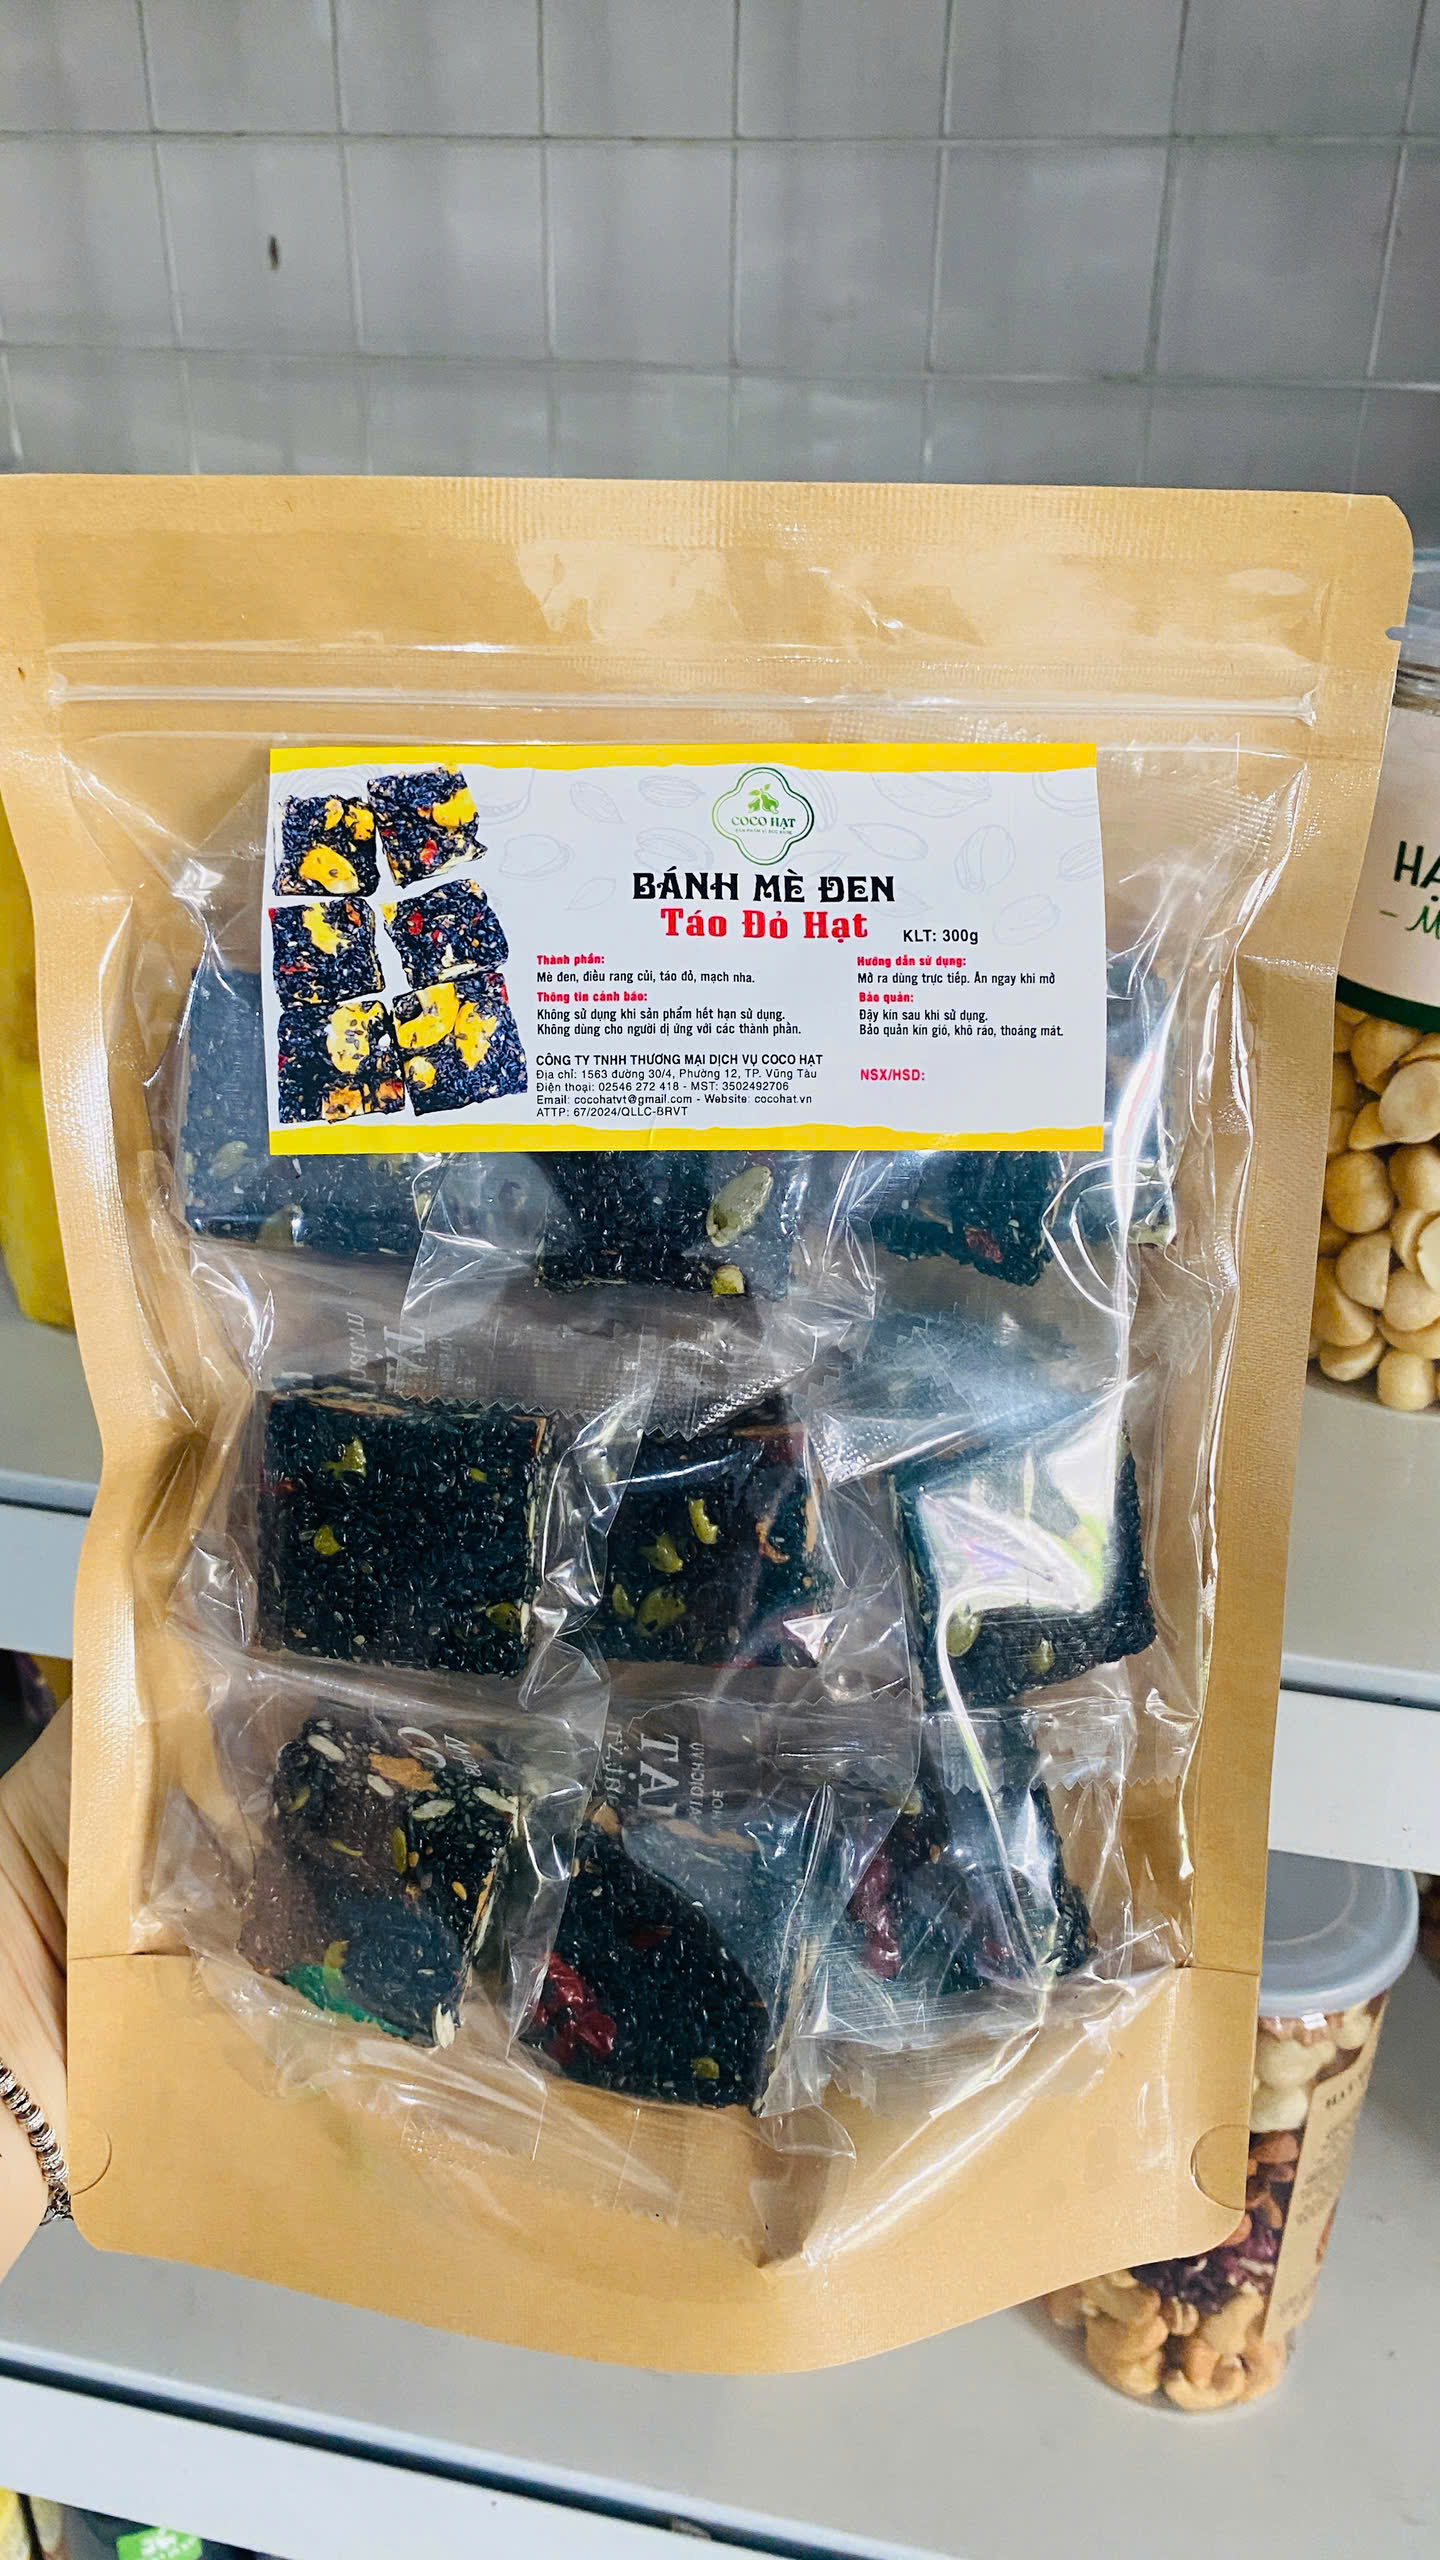 COCO HẠT
BÁNH MÈ ĐEN
Táo Đỏ Hạt
KLT: 300g
Thành phần:
Mè đen, điều rang củi, táo đỏ, mạch nha.
Thông tin cảnh báo:
Không sử dụng khi sản phẩm hết hạn sử dụng.
Không dùng cho người dị ứng với các thành phần.
CÔNG TY TNHH THƯƠNG MẠI DỊCH VỤ COCO HẠT
Địa chỉ: 1563 đường 30/4, Phường 12, TP. Vũng Tàu
Điện thoại: 02546 272 418 - MST: 3502492706
Email: cocohatvt@gmail.com - Website: cocohat.vn
ATTP: 67/2024/QLLC-BRVT
Hướng dẫn sử dụng:
Mở ra dùng trực tiếp. Ăn ngay khi mở
Bảo quản:
Đậy kín sau khi sử dụng.
Bảo quản kín gió, khô ráo, thoáng mát.
NSX/HSD: